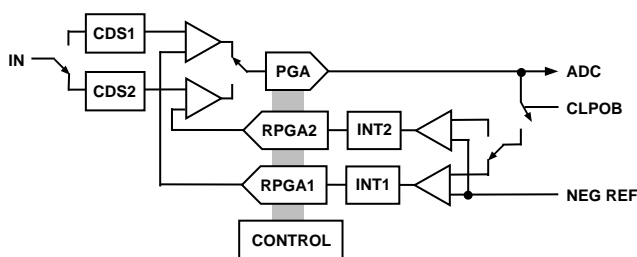 CDS1
IN
PGA
ADC
CDS2
CLPOB
RPGA2
INT2
RPGA1
INT1
NEG REF
CONTROL